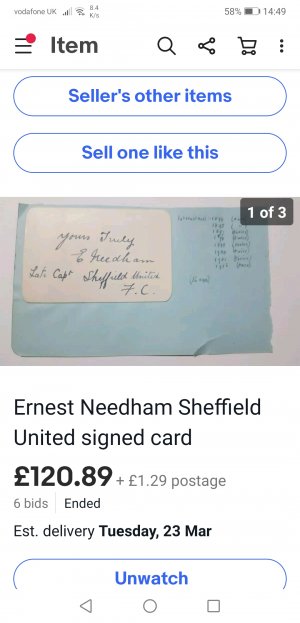 vodafone UK 8.4 K/s 58% 14:49
Item
Seller's other items
Sell one like this
1 of 3
Yours Truly
E Needham
Late Capt Sheffield United
F.C.
Ernest Needham Sheffield
United signed card
£120.89 + £1.29 postage
6 bids Ended
Est. delivery Tuesday, 23 Mar
Unwatch